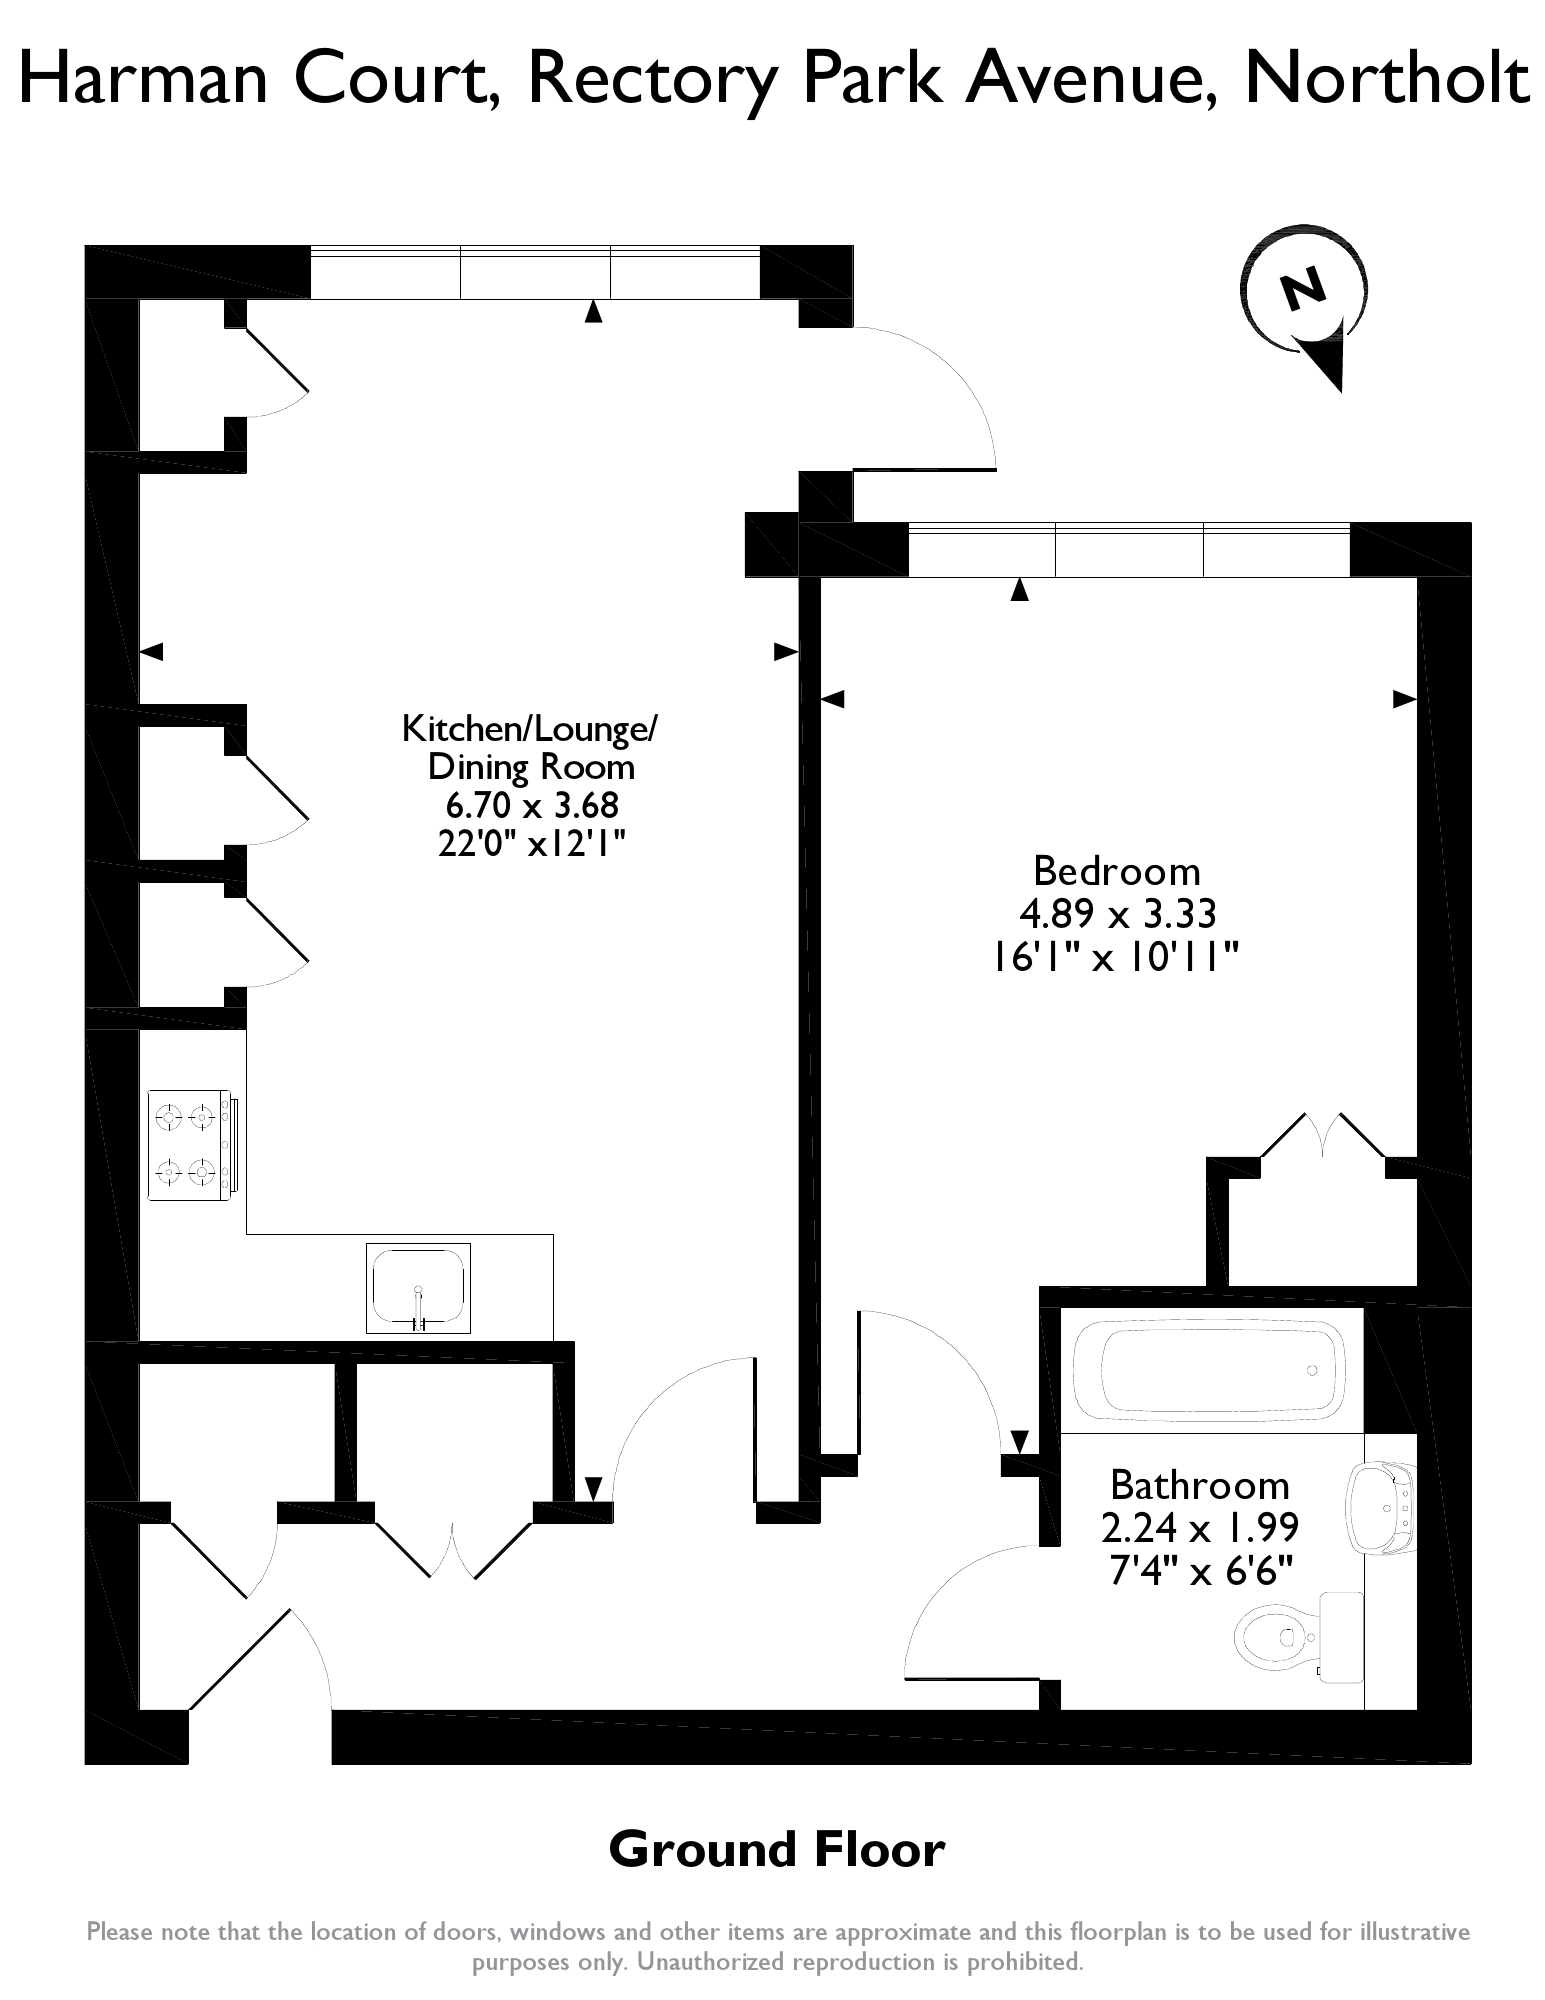 Harman Court, Rectory Park Avenue, Northolt
N
Kitchen/Lounge/
Dining Room
6.70 x 3.68
22'0" x12'1"
Bedroom
4.89 x 3.33
16'1" x 10'11"
Bathroom
2.24 x 1.99
7'4" x 6'6"
Ground Floor
Please note that the location of doors, windows and other items are approximate and this floorplan is to be used for illustrative
purposes only. Unauthorized reproduction is prohibited.